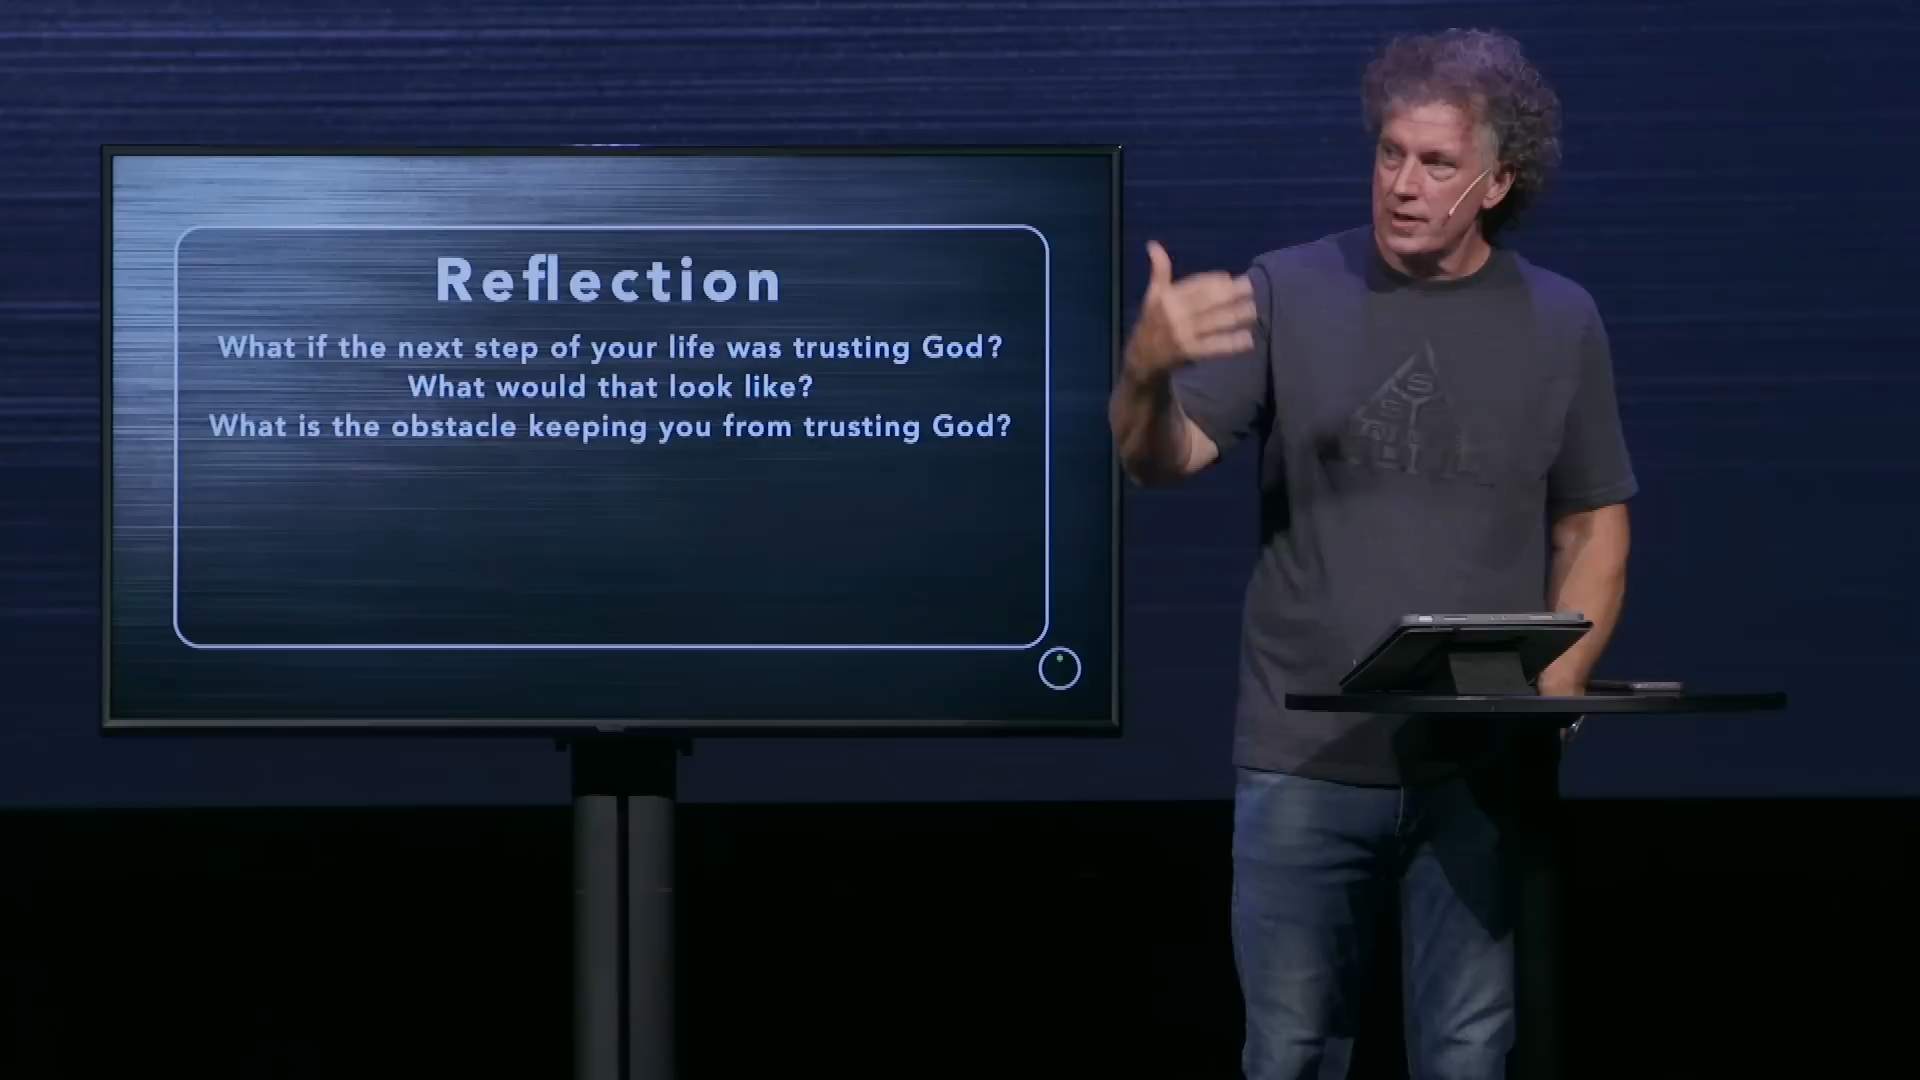 Reflection
What if the next step of your life was trusting God?
What would that look like?
What is the obstacle keeping you from trusting God?